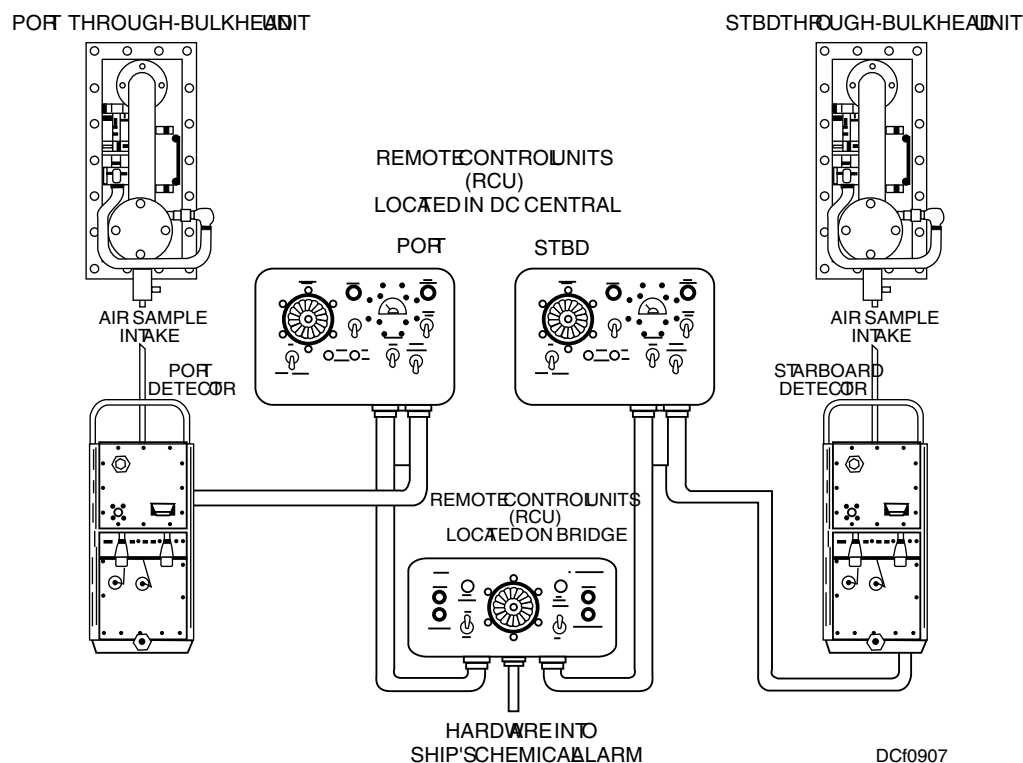 PORT THROUGH-BULKHEAD UNIT
STBD THROUGH-BULKHEAD UNIT
REMOTE CONTROL UNITS
(RCU)
LOCATED IN DC CENTRAL
PORT
STBD
AIR SAMPLE
INTAKE
AIR SAMPLE
INTAKE
PORT
DETECTOR
STARBOARD
DETECTOR
REMOTE CONTROL UNITS
(RCU)
LOCATED ON BRIDGE
HARDWARE INTO
SHIP'S CHEMICAL ALARM
DCf0907